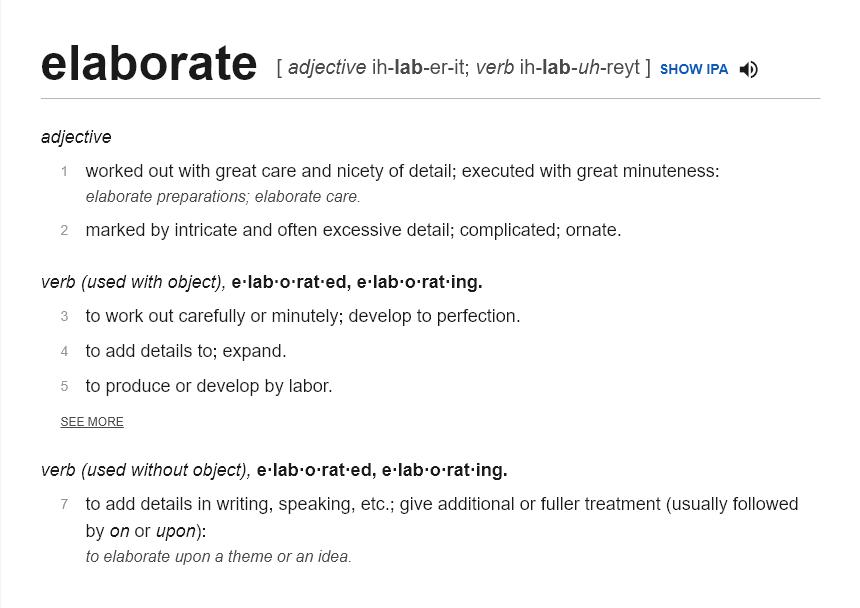 elaborate [ adjective ih-lab-er-it; verb ih-lab-uh-reyt ] SHOW IPA
adjective
1 worked out with great care and nicety of detail; executed with great minuteness:
elaborate preparations; elaborate care.
2 marked by intricate and often excessive detail; complicated; ornate.
verb (used with object), e·lab·o·rat·ed, e·lab·o·rat·ing.
3 to work out carefully or minutely; develop to perfection.
4 to add details to; expand.
5 to produce or develop by labor.
SEE MORE
verb (used without object), e·lab·o·rat·ed, e·lab·o·rat·ing.
7 to add details in writing, speaking, etc.; give additional or fuller treatment (usually followed
by on or upon):
to elaborate upon a theme or an idea.